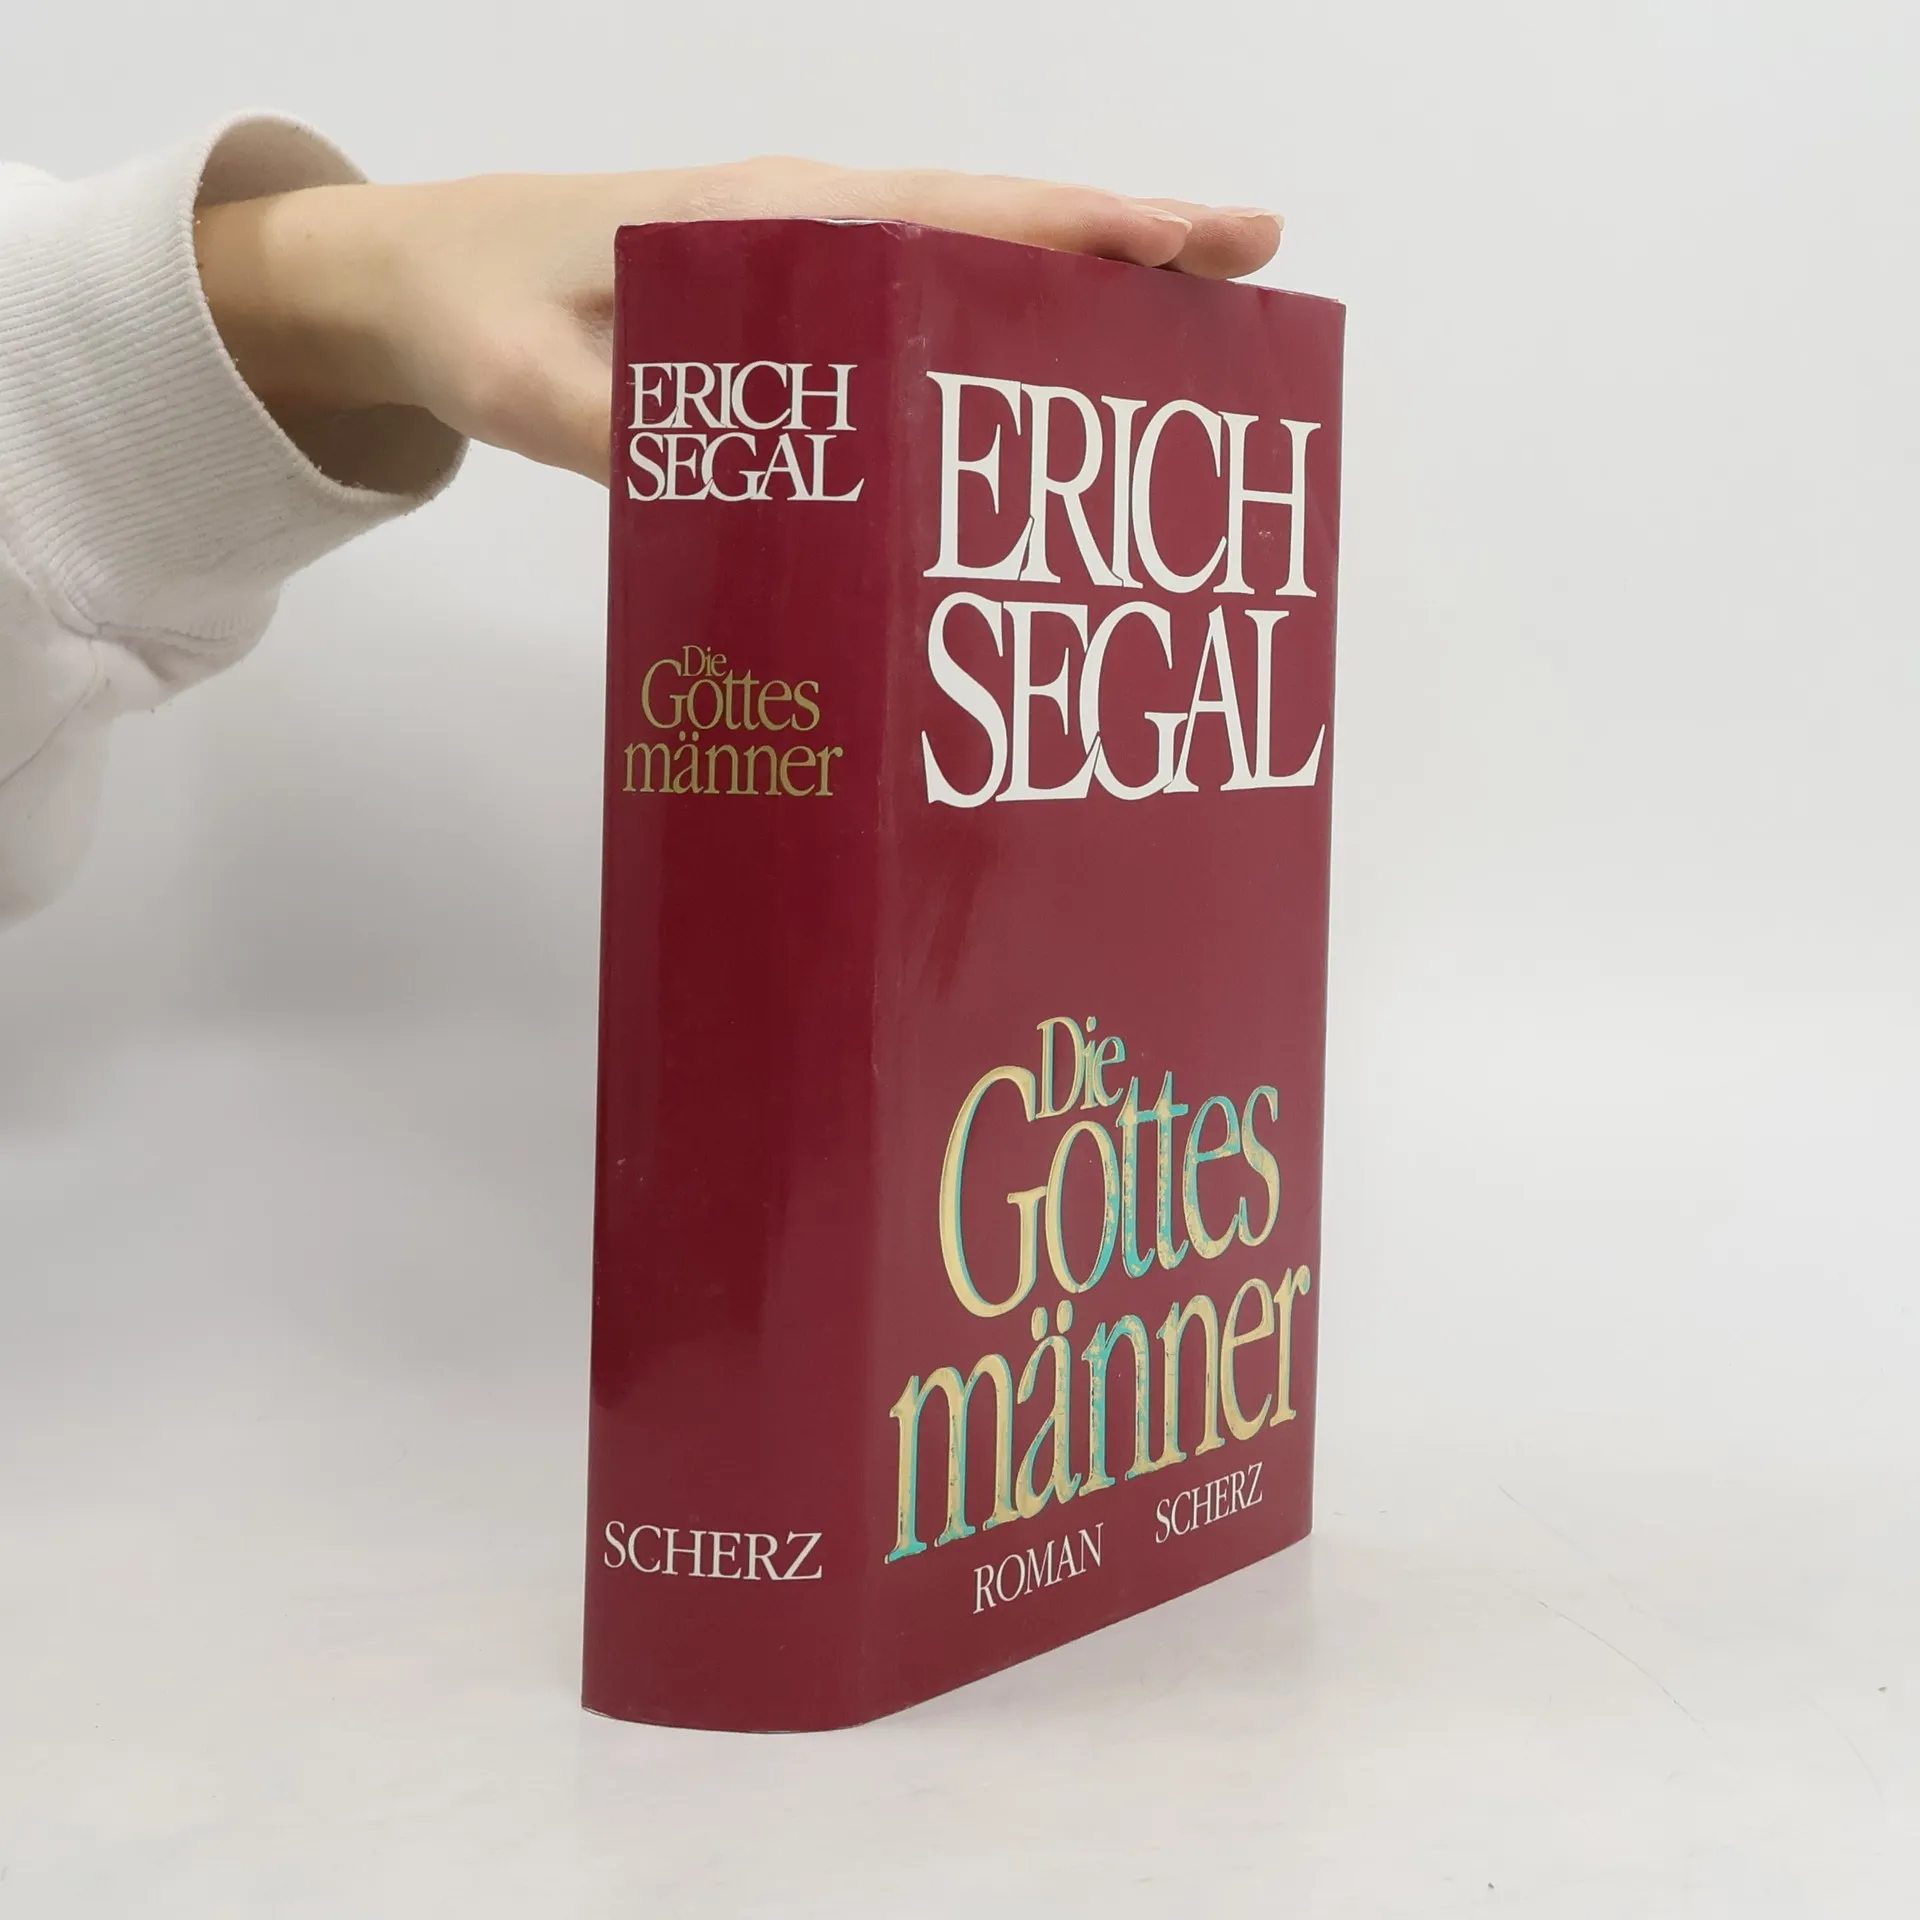 ERICH
SEGAL
Die
Gottes
männer
SCHERZ
ERICH
SEGAL
Die
Gottes
männer
ROMAN SCHERZ